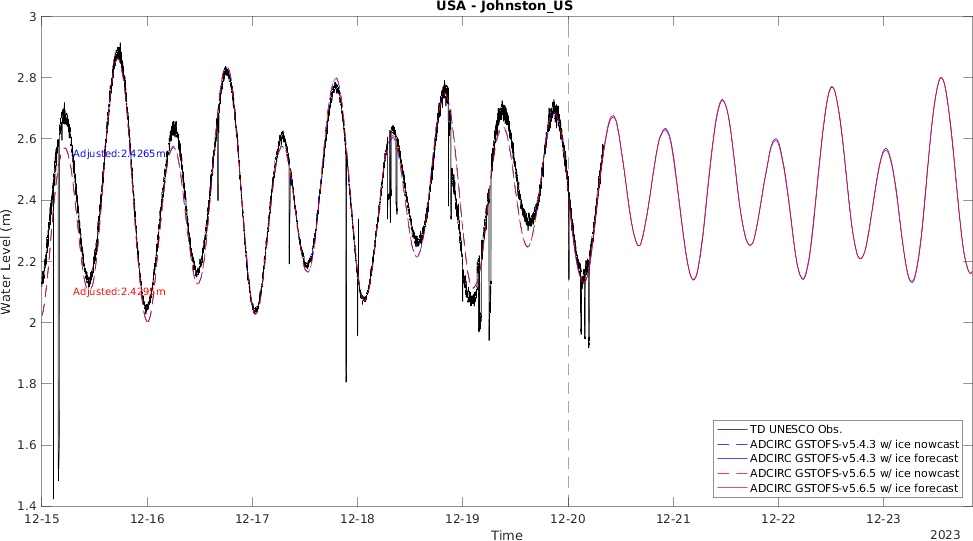 USA - Johnston_US
3
2.8
2.6
2.4
2.2
2
1.8
1.6
1.4
Water Level (m)
Adjusted:2.4265m
Adjusted:2.4295m
TD UNESCO Obs.
ADCIRC GSTOFS-v5.4.3 w/ ice nowcast
ADCIRC GSTOFS-v5.4.3 w/ ice forecast
ADCIRC GSTOFS-v5.6.5 w/ ice nowcast
ADCIRC GSTOFS-v5.6.5 w/ ice forecast
12-15 12-16 12-17 12-18 12-19 12-20 12-21 12-22 12-23
Time
2023